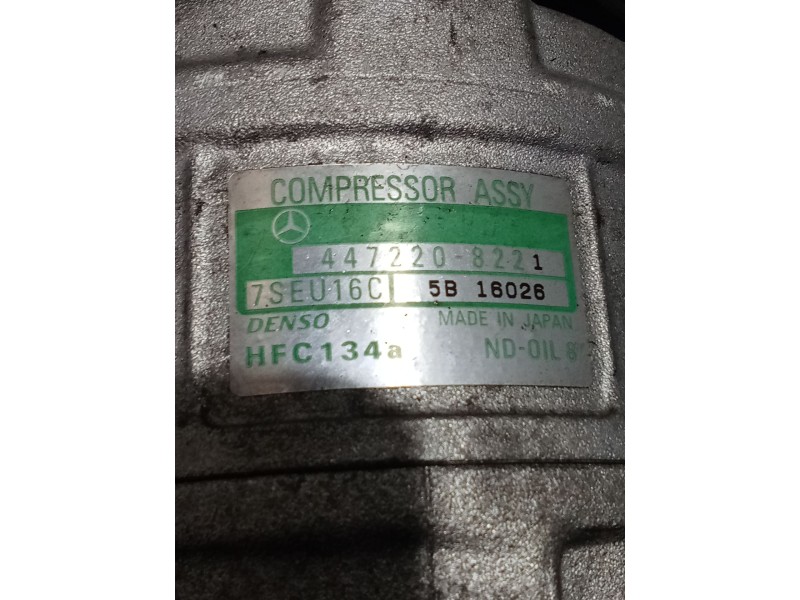 COMPRESSOR ASSY
447220-8221
7SEU16C 5B 16026
DENSO MADE IN JAPAN
HFC134a ND-OIL 8